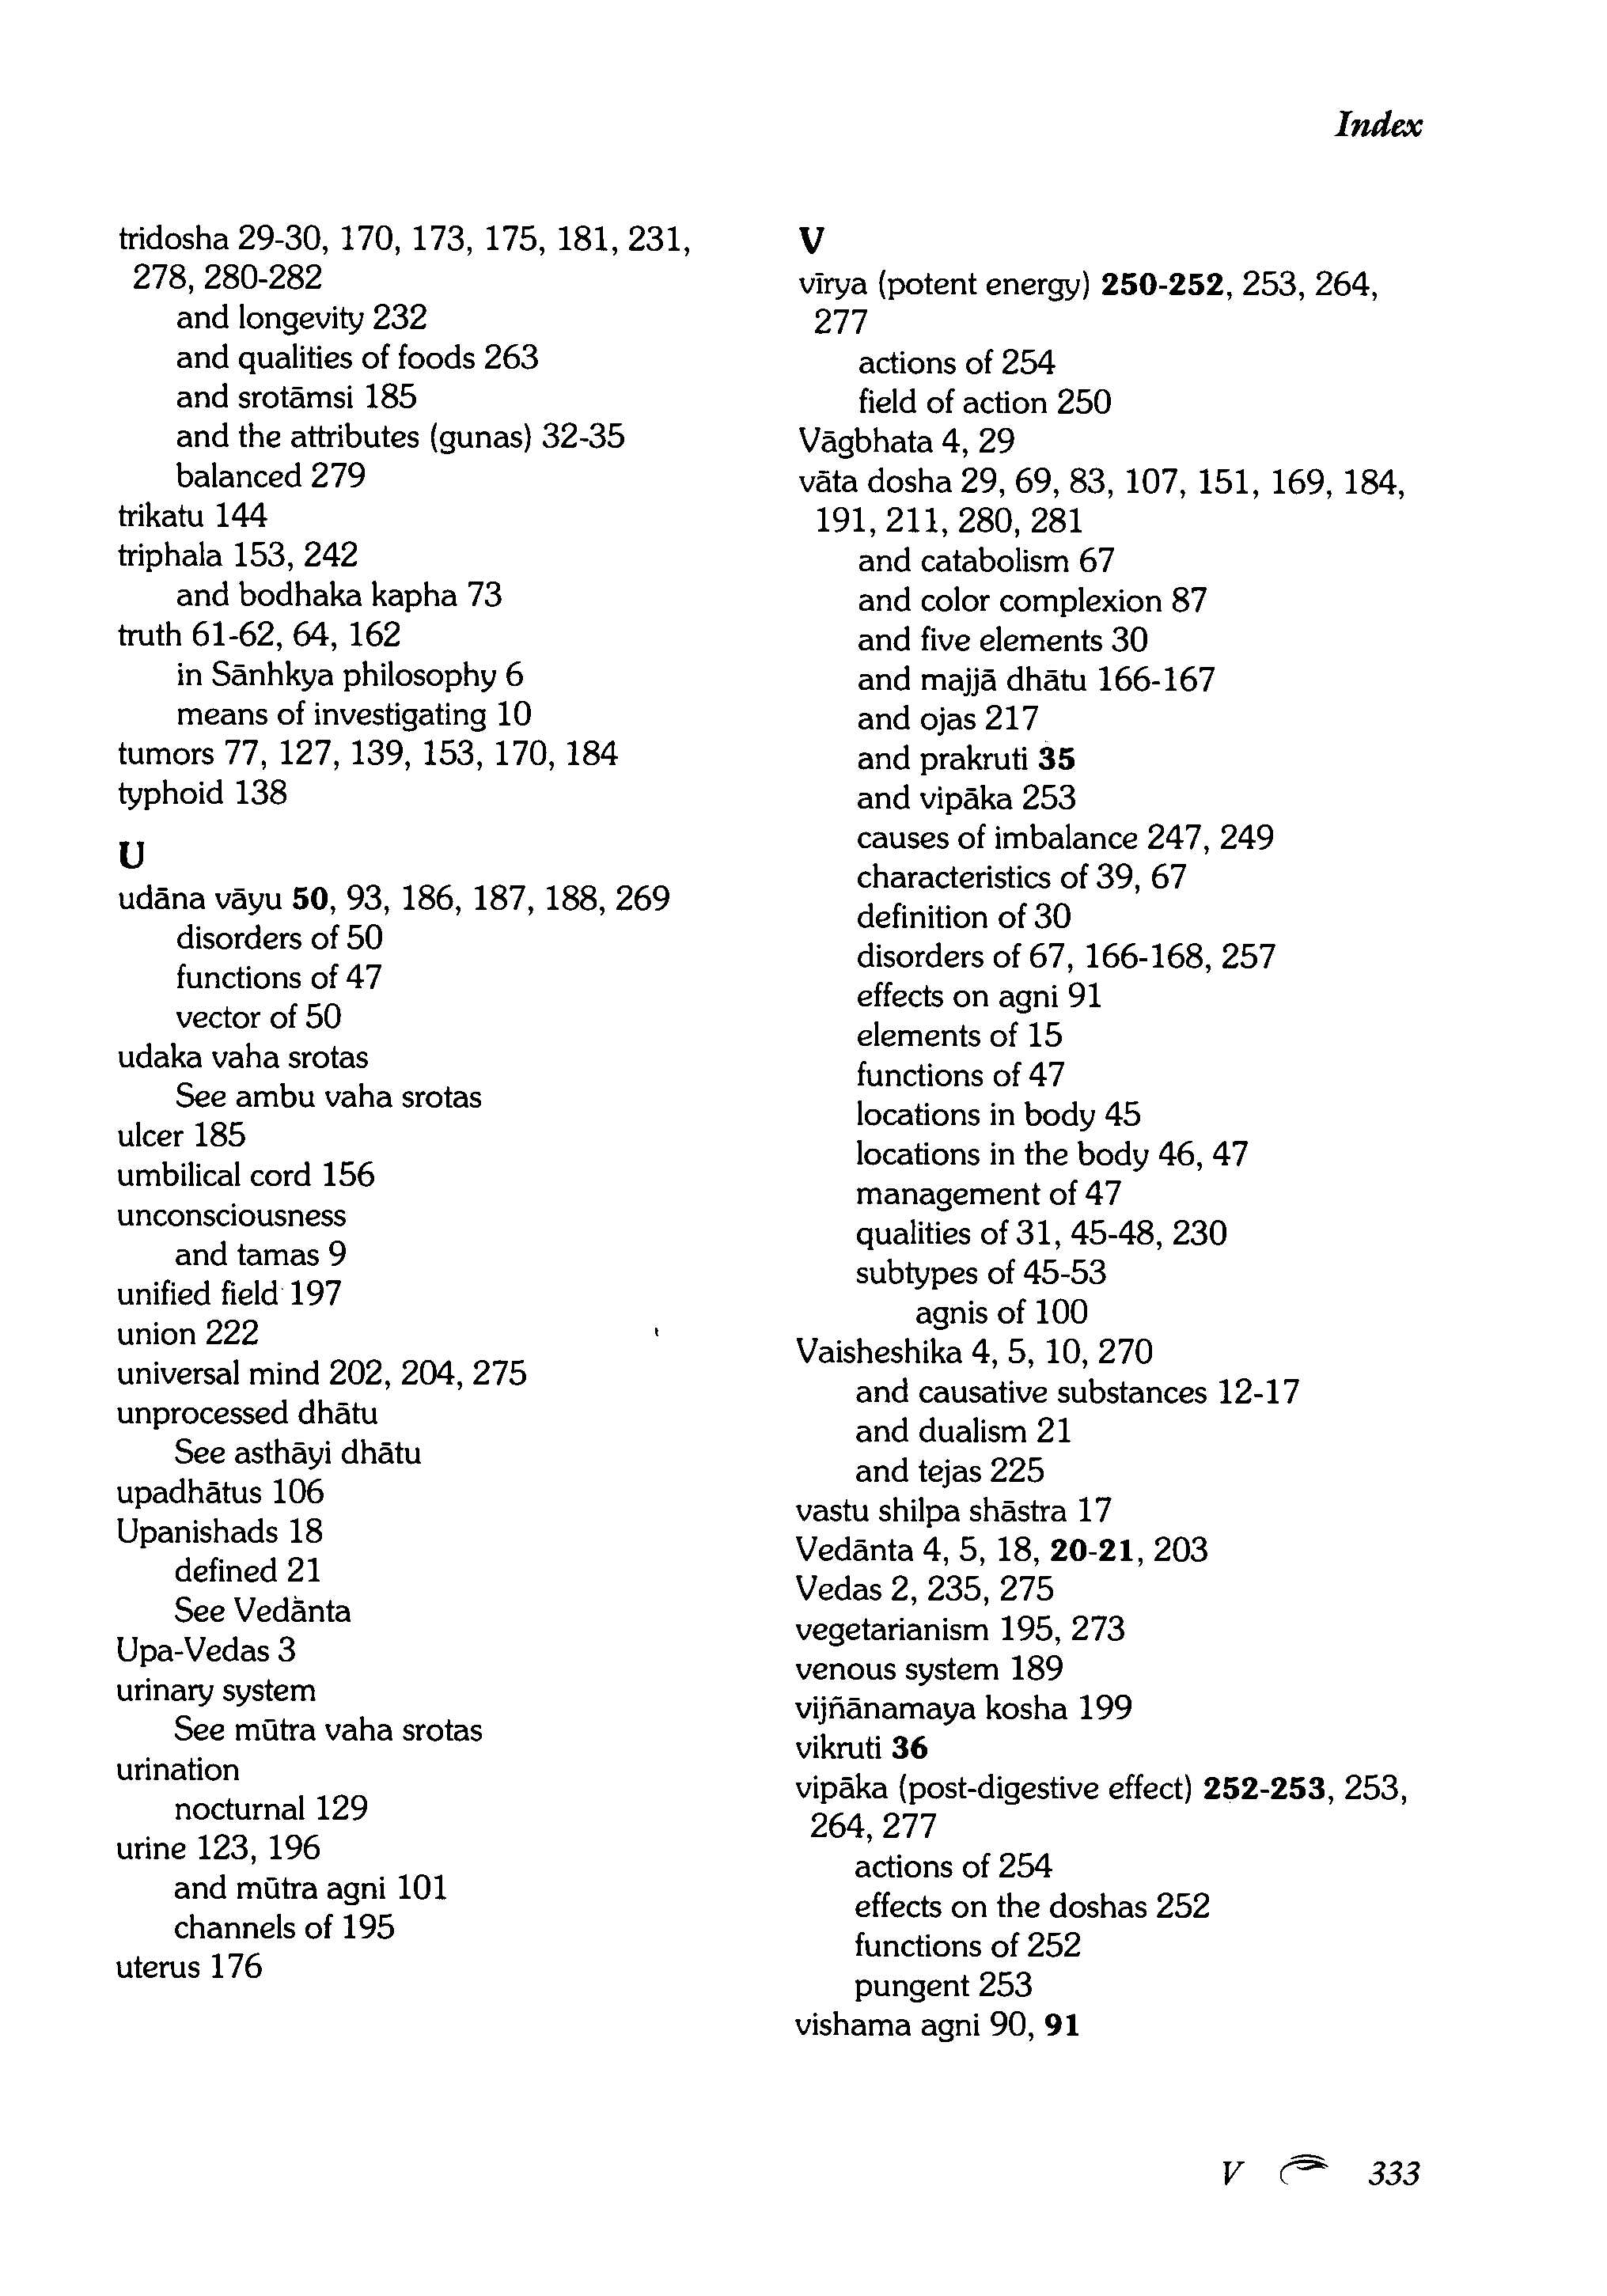 Index
tridosha 29-30, 170, 173, 175, 181, 231,
278, 280-282
and longevity 232
and qualities of foods 263
and srotāmsi 185
and the attributes (gunas) 32-35
balanced 279
trikatu 144
triphala 153, 242
and bodhaka kapha 73
truth 61-62, 64, 162
in Sānhkya philosophy 6
means of investigating 10
tumors 77, 127, 139, 153, 170, 184
typhoid 138
U
udāna vāyu 50, 93, 186, 187, 188, 269
disorders of 50
functions of 47
vector of 50
udaka vaha srotas
See ambu vaha srotas
ulcer 185
umbilical cord 156
unconsciousness
and tamas 9
unified field 197
union 222
universal mind 202, 204, 275
unprocessed dhātu
See asthāyi dhātu
upadhātus 106
Upanishads 18
defined 21
See Vedānta
Upa-Vedas 3
urinary system
See mūtra vaha srotas
urination
nocturnal 129
urine 123, 196
and mūtra agni 101
channels of 195
uterus 176
V
vīrya (potent energy) 250-252, 253, 264,
277
actions of 254
field of action 250
Vāgbhata 4, 29
vāta dosha 29, 69, 83, 107, 151, 169, 184,
191, 211, 280, 281
and catabolism 67
and color complexion 87
and five elements 30
and majjā dhātu 166-167
and ojas 217
and prakruti 35
and vipāka 253
causes of imbalance 247, 249
characteristics of 39, 67
definition of 30
disorders of 67, 166-168, 257
effects on agni 91
elements of 15
functions of 47
locations in body 45
locations in the body 46, 47
management of 47
qualities of 31, 45-48, 230
subtypes of 45-53
agnis of 100
Vaisheshika 4, 5, 10, 270
and causative substances 12-17
and dualism 21
and tejas 225
vastu shilpa shāstra 17
Vedānta 4, 5, 18, 20-21, 203
Vedas 2, 235, 275
vegetarianism 195, 273
venous system 189
vijñānamaya kosha 199
vikruti 36
vipāka (post-digestive effect) 252-253, 253,
264, 277
actions of 254
effects on the doshas 252
functions of 252
pungent 253
vishama agni 90, 91
V 333